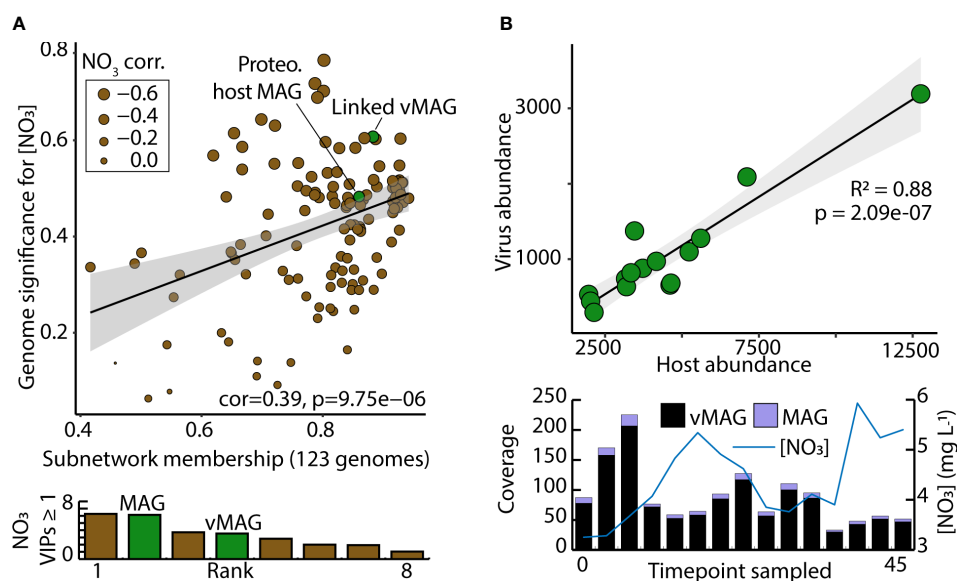 A
NO₃ corr.
−0.6
−0.4
−0.2
0.0
Proteo.
host MAG
Linked vMAG
Genome significance for [NO₃]
0.8
0.6
0.4
0.2
cor=0.39, p=9.75e−06
0.4
0.6
0.8
Subnetwork membership (123 genomes)
NO₃
VIPs ≥ 1
8
0
MAG
vMAG
1
Rank
8
B
Virus abundance
3000
1000
R² = 0.88
p = 2.09e-07
2500
7500
12500
Host abundance
Coverage
250
200
150
100
50
0
vMAG
MAG
[NO₃]
6
5
4
3
[NO₃] (mg L⁻¹)
0
Timepoint sampled
45